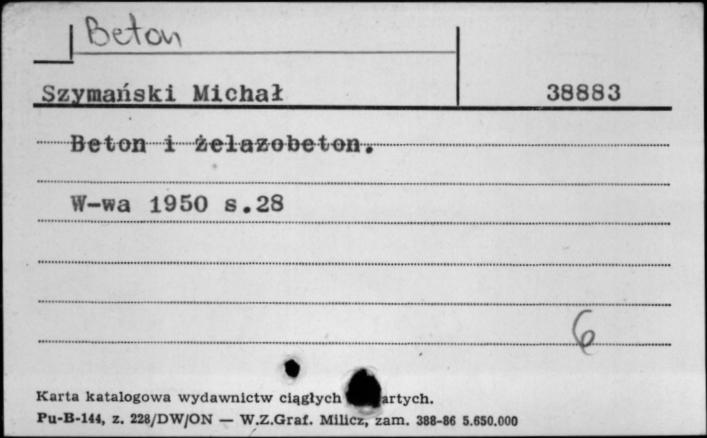 Beton
Szymański Michał 38883
Beton i żelazobeton.
W-wa 1950 s.28
6
Karta katalogowa wydawnictw ciągłych artych.
Pu-B-144, z. 228/DW/ON — W.Z.Graf. Milicz, zam. 388-86 5.650.000